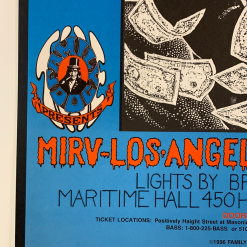 FAMILY DOG
PRESENTS
MIRV-LOS-ANGEL
LIGHTS BY BR
MARITIME HALL 450 H
DOOR
TICKET LOCATIONS: Positively Haight Street at Masonic
BASS: 1-800-225-BASS or 510
©1996 FAMILY